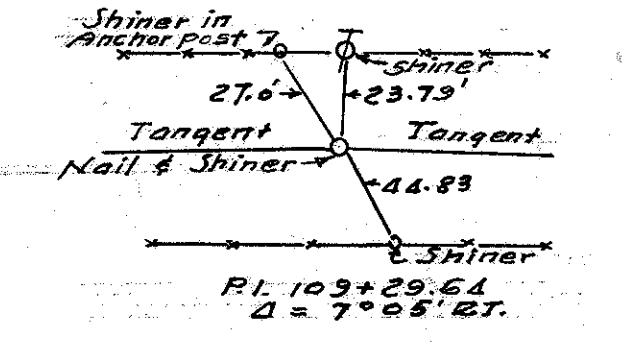 Shiner in
Anchor post
shiner
27.0'
23.79'
Tangent
Tangent
Nail & Shiner
44.83
Shiner
P.I. 109+29.64
Δ = 7°05' RT.